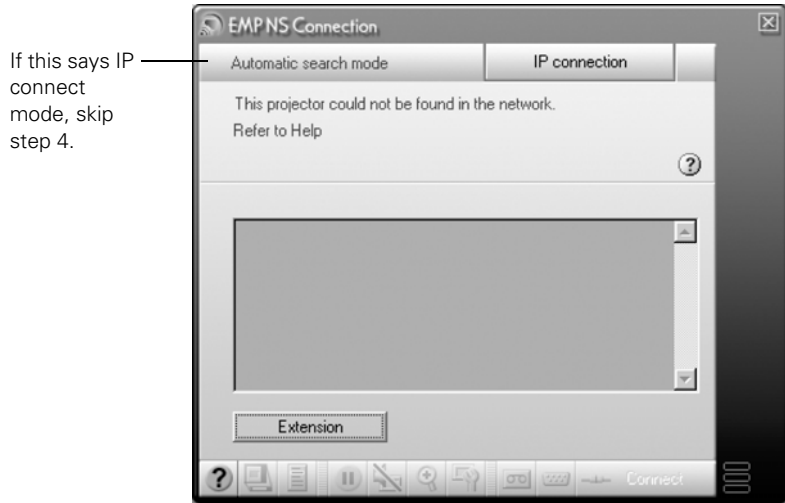 If this says IP
connect
mode, skip
step 4.
EMP NS Connection
Automatic search mode
IP connection
This projector could not be found in the network.
Refer to Help
Extension
Connect